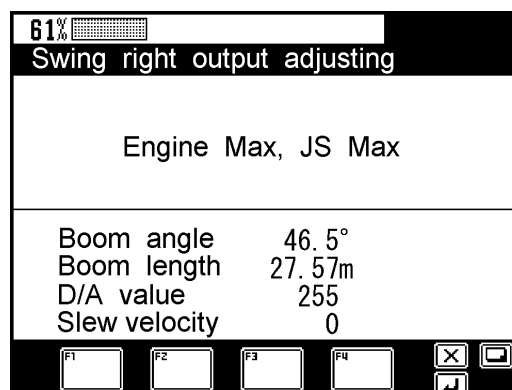 61%
Swing right output adjusting
Engine Max, JS Max
Boom angle 46.5°
Boom length 27.57m
D/A value 255
Slew velocity 0
F1 F2 F3 F4